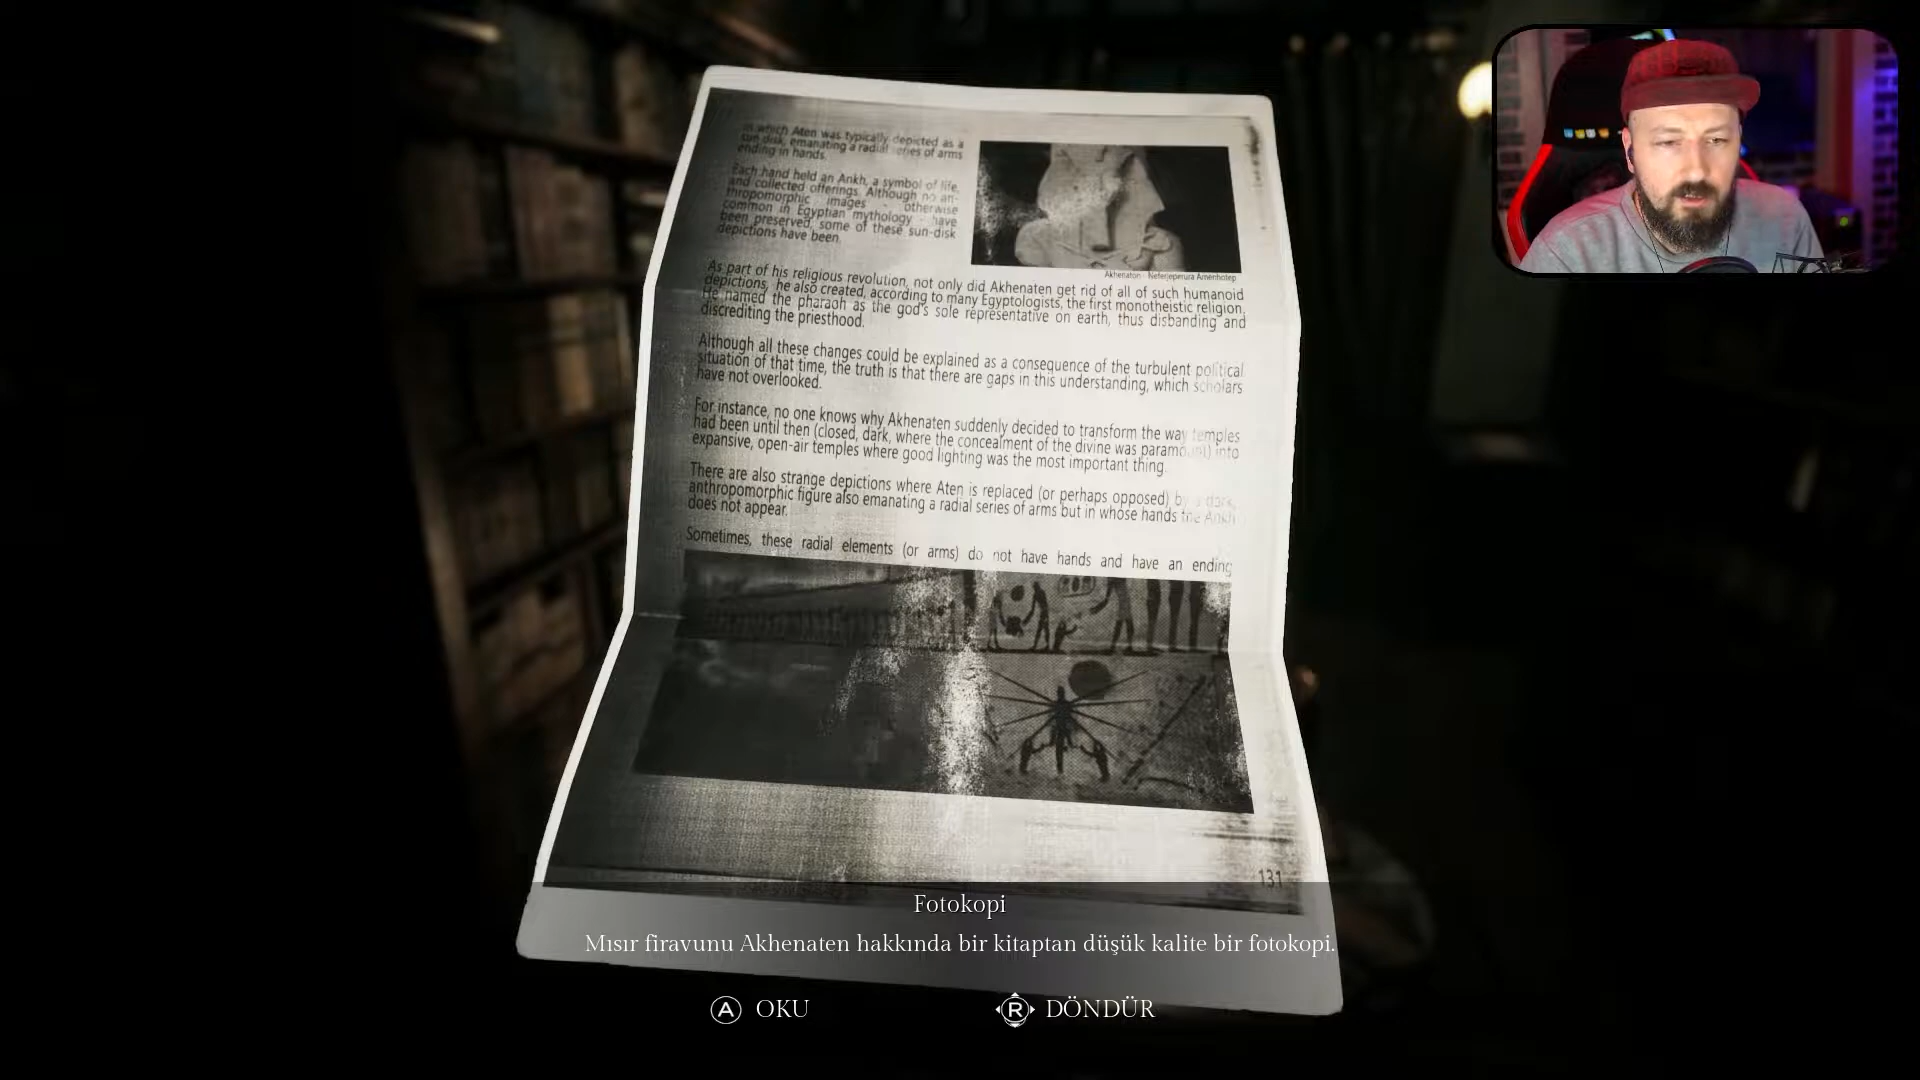 in which Aten was typically depicted as a
sun disk, emanating a radial series of arms
ending in hands.
Each hand held an Ankh, a symbol of life,
and collected offerings. Although no an-
thropomorphic images - otherwise
common in Egyptian mythology - have
been preserved, some of these sun-disk
depictions have been.
Akhenaton - Neferjeperura Amenhotep
As part of his religious revolution, not only did Akhenaten get rid of all of such humanoid
depictions, he also created, according to many Egyptologists, the first monotheistic religion.
He named the pharaoh as the god's sole representative on earth, thus disbanding and
discrediting the priesthood.
Although all these changes could be explained as a consequence of the turbulent political
situation of that time, the truth is that there are gaps in this understanding, which scholars
have not overlooked.
For instance, no one knows why Akhenaten suddenly decided to transform the way temples
had been until then (closed, dark, where the concealment of the divine was paramount) into
expansive, open-air temples where good lighting was the most important thing.
There are also strange depictions where Aten is replaced (or perhaps opposed) by a dark,
anthropomorphic figure also emanating a radial series of arms but in whose hands the Ankh
does not appear.
Sometimes, these radial elements (or arms) do not have hands and have an ending
131
Fotokopi
Mısır firavunu Akhenaten hakkında bir kitaptan düşük kalite bir fotokopi.
A OKU
R DÖNDÜR